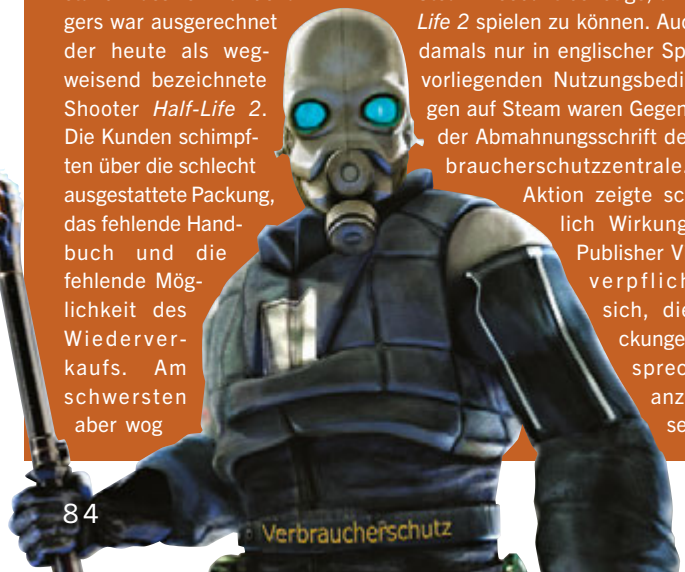 gers war ausgerechnet
der heute als weg-
weisend bezeichnete
Shooter Half-Life 2.
Die Kunden schimpf-
ten über die schlecht
ausgestattete Packung,
das fehlende Hand-
buch und die
fehlende Mög-
lichkeit des
Wiederver-
kaufs. Am
schwersten
aber wog
Life 2 spielen zu können. Auc
damals nur in englischer Sp
vorliegenden Nutzungsbedi
gen auf Steam waren Gegen
der Abmahnungsschrift de
braucherschutzzentrale.
Aktion zeigte sc
lich Wirkung
Publisher V
verpflich
sich, die
ckunge
sprec
anz
se
84
Verbraucherschutz